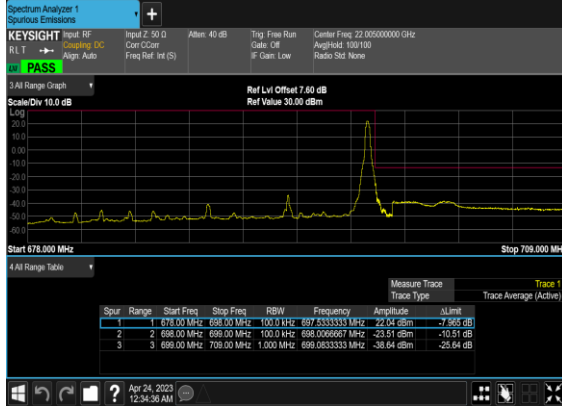 Spectrum Analyzer 1
Spurious Emissions
+
KEYSIGHT Input: RF Input Z: 50 Ω Atten: 40 dB Trig: Free Run Center Freq: 22.005000000 GHz
RLT Coupling: DC Corr CCorr Gate: Off Avg|Hold: 100/100
Align: Auto Freq Ref: Int (S) IF Gain: Low Radio Std: None
PASS
3 All Range Graph
Ref Lvl Offset 7.60 dB
Scale/Div 10.0 dB Ref Value 30.00 dBm
Log
20.0
10.0
0.00
-10.0
-20.0
-30.0
-40.0
-50.0
-60.0
Start 678.000 MHz Stop 709.000 MH
4 All Range Table
Measure Trace Trace 1
Trace Type Trace Average (Active)
Spur Range Start Freq Stop Freq RBW Frequency Amplitude ΔLimit
1 1 678.00 MHz 698.00 MHz 100.0 kHz 697.5333333 MHz 22.04 dBm -7.965 dB
2 2 698.00 MHz 699.00 MHz 100.0 kHz 698.0066667 MHz -23.51 dBm -10.51 dB
3 3 699.00 MHz 709.00 MHz 1.000 MHz 699.0833333 MHz -38.64 dBm -25.64 dB
? Apr 24, 2023
12:34:36 AM